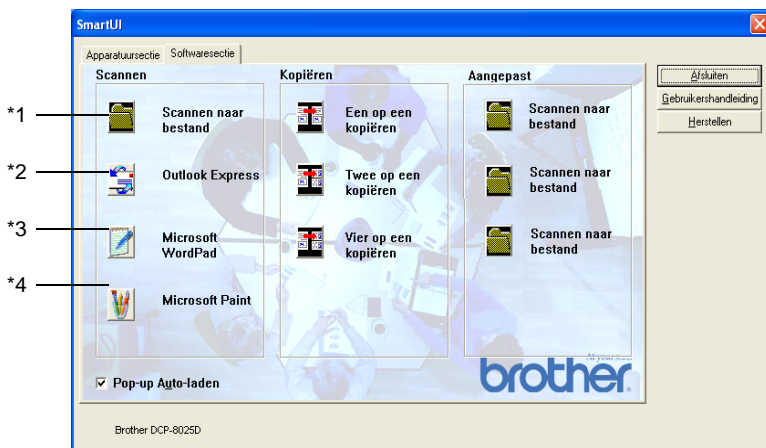 SmartUI
Apparatuursectie Softwaresectie
Scannen
*1
Scannen naar
bestand
*2
Outlook Express
*3
Microsoft
WordPad
*4
Microsoft Paint
Kopiëren
Een op een
kopiëren
Twee op een
kopiëren
Vier op een
kopiëren
Aangepast
Scannen naar
bestand
Scannen naar
bestand
Scannen naar
bestand
Afsluiten
Gebruikershandleiding
Herstellen
Pop-up Auto-laden
At your
brother
Brother DCP-8025D